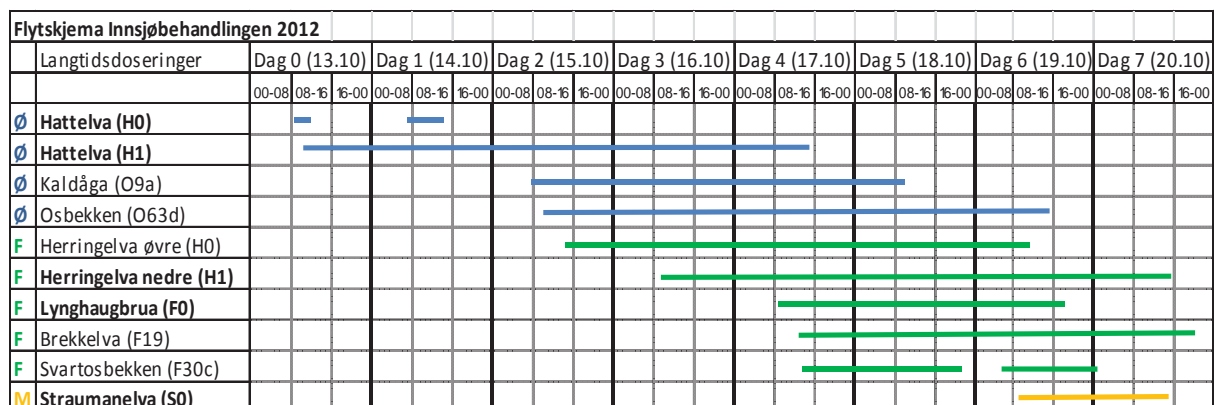 Flytskjema Innsjøbehandlingen 2012
Langtidsdoseringer Dag 0 (13.10) Dag 1 (14.10) Dag 2 (15.10) Dag 3 (16.10) Dag 4 (17.10) Dag 5 (18.10) Dag 6 (19.10) Dag 7 (20.10)
00-08 08-16 16-00 00-08 08-16 16-00 00-08 08-16 16-00 00-08 08-16 16-00 00-08 08-16 16-00 00-08 08-16 16-00 00-08 08-16 16-00 00-08 08-16 16-00
Ø Hattelva (H0)
Ø Hattelva (H1)
Ø Kaldåga (O9a)
Ø Osbekken (O63d)
F Herringelva øvre (H0)
F Herringelva nedre (H1)
F Lynghaugbrua (F0)
F Brekkelva (F19)
F Svartosbekken (F30c)
M Straumanelva (S0)